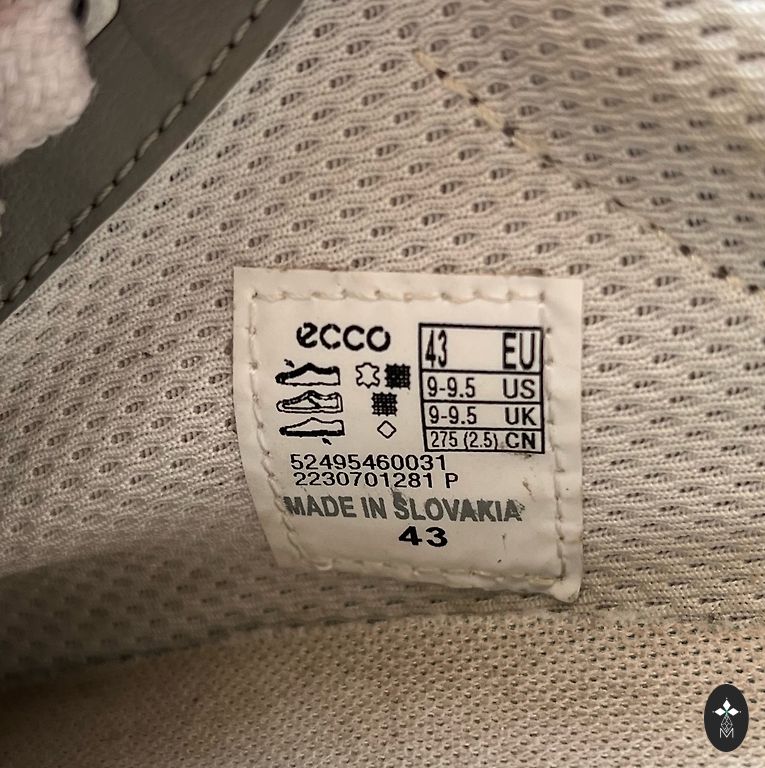 ecco
43 EU
9-9.5 US
9-9.5 UK
275 (2.5) CN
52495460031
2230701281 P
MADE IN SLOVAKIA
43
M